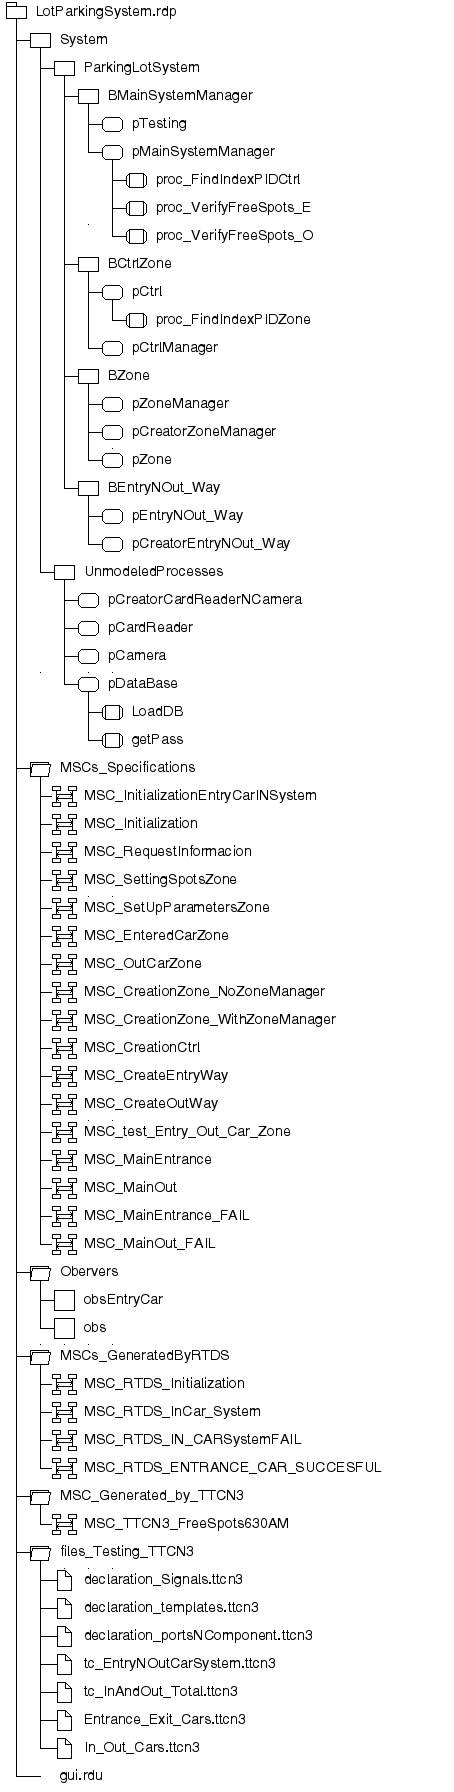 LotParkingSystem.rdp
System
ParkingLotSystem
BMainSystemManager
pTesting
pMainSystemManager
proc_FindIndexPIDCtrl
proc_VerifyFreeSpots_E
proc_VerifyFreeSpots_O
BCtrlZone
pCtrl
proc_FindIndexPIDZone
pCtrlManager
BZone
pZoneManager
pCreatorZoneManager
pZone
BEntryNOut_Way
pEntryNOut_Way
pCreatorEntryNOut_Way
UnmodeledProcesses
pCreatorCardReaderNCamera
pCardReader
pCamera
pDataBase
LoadDB
getPass
MSCs_Specifications
MSC_InitializationEntryCarINSystem
MSC_Initialization
MSC_RequestInformacion
MSC_SettingSpotsZone
MSC_SetUpParametersZone
MSC_EnteredCarZone
MSC_OutCarZone
MSC_CreationZone_NoZoneManager
MSC_CreationZone_WithZoneManager
MSC_CreationCtrl
MSC_CreateEntryWay
MSC_CreateOutWay
MSC_test_Entry_Out_Car_Zone
MSC_MainEntrance
MSC_MainOut
MSC_MainEntrance_FAIL
MSC_MainOut_FAIL
Obervers
obsEntryCar
obs
MSCs_GeneratedByRTDS
MSC_RTDS_Initialization
MSC_RTDS_InCar_System
MSC_RTDS_IN_CARSystemFAIL
MSC_RTDS_ENTRANCE_CAR_SUCCESFUL
MSC_Generated_by_TTCN3
MSC_TTCN3_FreeSpots630AM
files_Testing_TTCN3
declaration_Signals.ttcn3
declaration_templates.ttcn3
declaration_portsNComponent.ttcn3
tc_EntryNOutCarSystem.ttcn3
tc_InAndOut_Total.ttcn3
Entrance_Exit_Cars.ttcn3
In_Out_Cars.ttcn3
gui.rdu